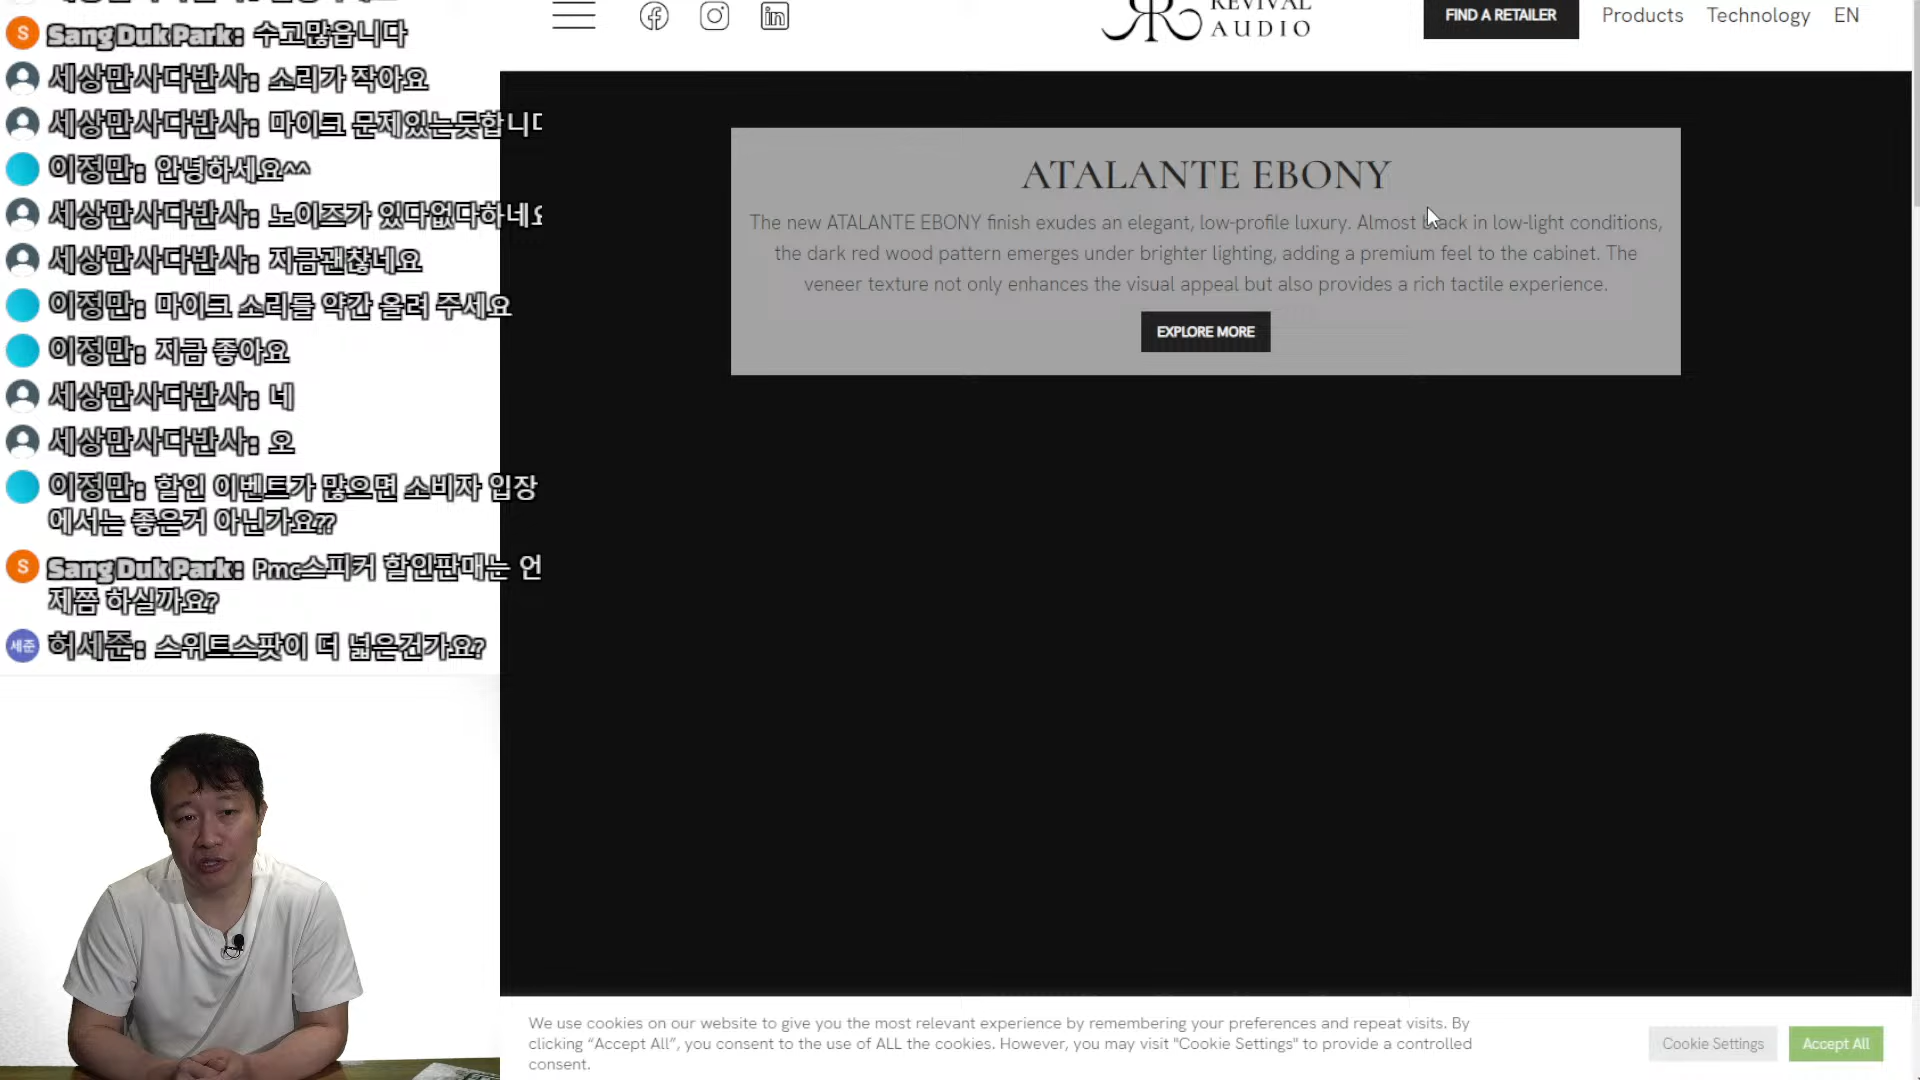 Sang Duk Park: 수고많읍니다
세상만사다반사: 소리가 작아요
세상만사다반사: 마이크 문제있는듯합니다
이정만: 안녕하세요^^
세상만사다반사: 노이즈가 있다없다하네요
세상만사다반사: 지금괜찮네요
이정만: 마이크 소리를 약간 올려 주세요
이정만: 지금 좋아요
세상만사다반사: 네
세상만사다반사: 오
이정만: 할인 이벤트가 많으면 소비자 입장
에서는 좋은거 아닌가요??
Sang Duk Park: Pmc스피커 할인판매는 언
제쯤 하실까요?
허세준: 스위트스팟이 더 넓은건가요?
S
S
세준
REVIVAL
AUDIO
FIND A RETAILER
Products
Technology
EN
ATALANTE EBONY
The new ATALANTE EBONY finish exudes an elegant, low-profile luxury. Almost black in low-light conditions,
the dark red wood pattern emerges under brighter lighting, adding a premium feel to the cabinet. The
veneer texture not only enhances the visual appeal but also provides a rich tactile experience.
EXPLORE MORE
We use cookies on our website to give you the most relevant experience by remembering your preferences and repeat visits. By
clicking “Accept All”, you consent to the use of ALL the cookies. However, you may visit "Cookie Settings" to provide a controlled
consent.
Cookie Settings
Accept All